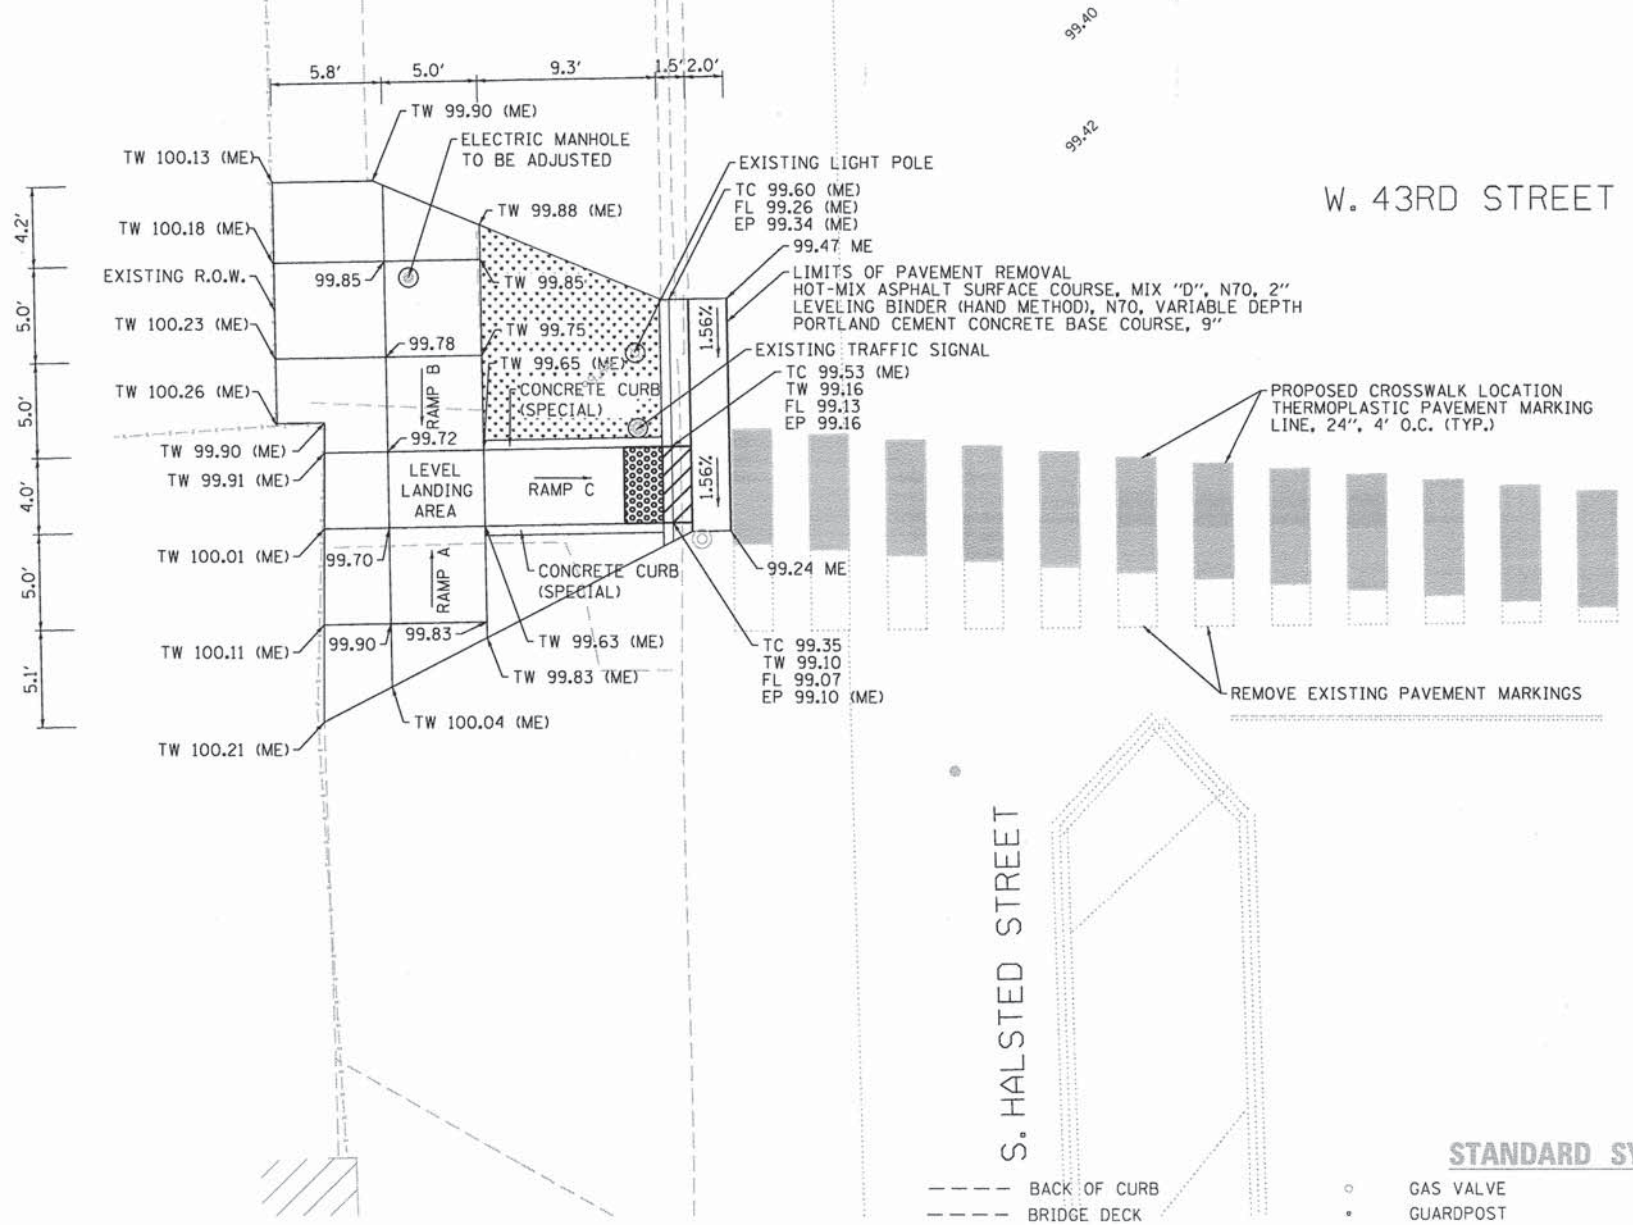 99.40
5.8'
5.0'
9.3'
1.5'
2.0'
TW 99.90 (ME)
99.42
ELECTRIC MANHOLE
TO BE ADJUSTED
TW 100.13 (ME)
EXISTING LIGHT POLE
TC 99.60 (ME)
FL 99.26 (ME)
EP 99.34 (ME)
W. 43RD STREET
4.2'
TW 99.88 (ME)
TW 100.18 (ME)
99.47 ME
EXISTING R.O.W.
99.85
TW 99.85
LIMITS OF PAVEMENT REMOVAL
HOT-MIX ASPHALT SURFACE COURSE, MIX "D", N70, 2"
LEVELING BINDER (HAND METHOD), N70, VARIABLE DEPTH
PORTLAND CEMENT CONCRETE BASE COURSE, 9"
5.0'
TW 100.23 (ME)
TW 99.75
1.56%
99.78
EXISTING TRAFFIC SIGNAL
TW 99.65 (ME)
TC 99.53 (ME)
TW 99.16
FL 99.13
EP 99.16
TW 100.26 (ME)
RAMP B
CONCRETE CURB
(SPECIAL)
PROPOSED CROSSWALK LOCATION
THERMOPLASTIC PAVEMENT MARKING
LINE, 24", 4' O.C. (TYP.)
5.0'
99.72
TW 99.90 (ME)
TW 99.91 (ME)
LEVEL
LANDING
AREA
RAMP C
1.56%
4.0'
TW 100.01 (ME)
99.70
RAMP A
CONCRETE CURB
(SPECIAL)
99.24 ME
5.0'
99.83
99.90
TW 100.11 (ME)
TW 99.63 (ME)
TC 99.35
TW 99.10
FL 99.07
EP 99.10 (ME)
TW 99.83 (ME)
5.1'
REMOVE EXISTING PAVEMENT MARKINGS
TW 100.04 (ME)
TW 100.21 (ME)
S. HALSTED STREET
STANDARD SY
BACK OF CURB
GAS VALVE
BRIDGE DECK
GUARDPOST